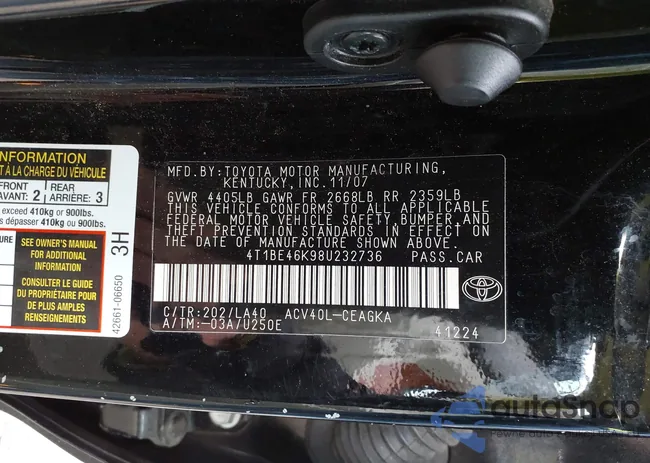 INFORMATION
T À LA CHARGE DU VÉHICULE
FRONT
AVANT: 2
REAR
ARRIÈRE: 3
exceed 410kg or 900lbs.
s dépasser 410kg or 900lbs.
SEE OWNER'S MANUAL
FOR ADDITIONAL
INFORMATION
CONSULTER LE GUIDE
DU PROPRIÉTAIRE
POUR PLUS DE
RENSEIGNEMENTS
42661-06650
3H
MFD.BY:TOYOTA MOTOR MANUFACTURING,
KENTUCKY,INC.11/07
GVWR 4405LB GAWR FR 2668LB RR 2359LB
THIS VEHICLE CONFORMS TO ALL APPLICABLE
FEDERAL MOTOR VEHICLE SAFETY,BUMPER,AND
THEFT PREVENTION STANDARDS IN EFFECT ON
THE DATE OF MANUFACTURE SHOWN ABOVE.
4T1BE46K98U232736 PASS.CAR
C/TR:202/LA40 ACV40L-CEAGKA
A/TM:-03A/U250E 41224
TOYOTA
autoSnap